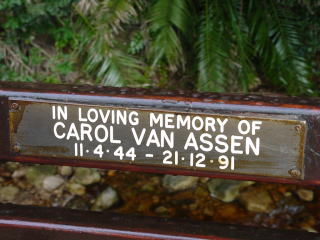 IN LOVING MEMORY OF
CAROL VAN ASSEN
11·4·44 - 21·12·91